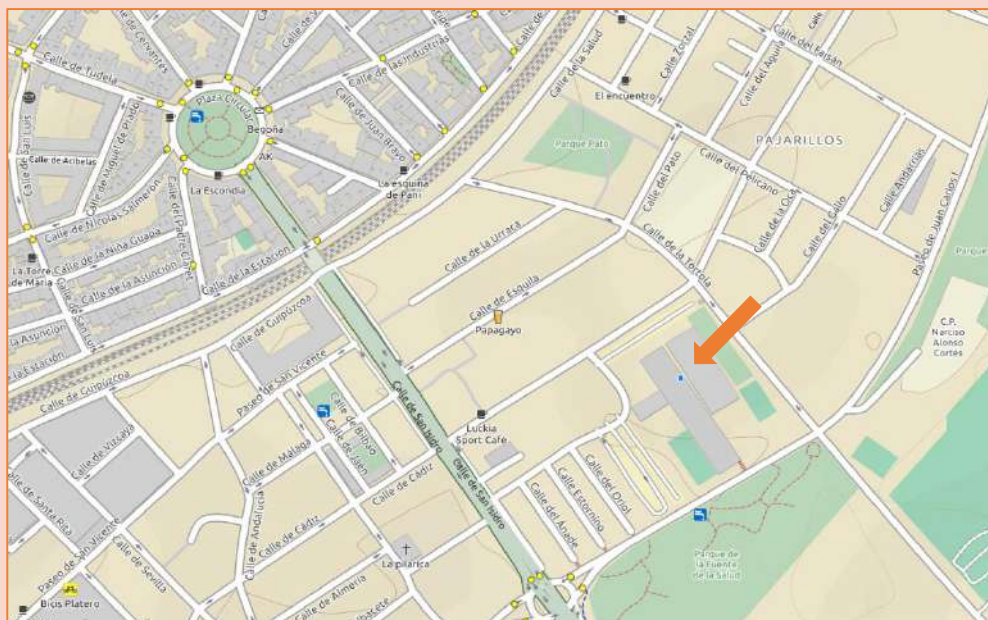 Calle de Cervantes
Calle de las Industrias
Calle de Tudela
Plaza Circular
Calle de San Luis
Calle de Miguel de Prado
Begoña
Calle de Juan Bravo
Calle de Acibelas
AK
La Escondía
La esquina
de Pani
Calle de Nicolás Salmerón
Calle del Padre Claret
Calle de la Niña Guapa
Calle de la Asunción
Calle de la Estación
La Torre
de María
Calle de San Luis
la Asunción
la Estación
Calle de la Salud
Calle Zorzal
Calle del Águila
Calle del Faisán
El encuentro
Parque Pato
PAJARILLOS
Calle del Pato
Calle del Pelícano
Calle Andarríos
Calle de la Oca
Calle del Gallo
Paseo de Juan Carlos I
Parque
Calle de la Urraca
Calle de la Tórtola
Calle de Esquila
Papagayo
C.P.
Narciso
Alonso
Cortés
Calle de Guipúzcoa
Calle de Guipúzcoa
Paseo de San Vicente
Calle de Bilbao
Calle de Jaén
Calle de San Isidro
Luckia
Sport Café
Calle de Vizcaya
Calle de Málaga
Calle de Santa Rita
Calle de Cádiz
Calle de San Isidro
Calle del Oriol
Calle Estornino
Calle del Ánade
Calle de Andalucía
Calle de Cádiz
Paseo de San Vicente
Calle de Sevilla
La pilarica
Parque de
la Fuente
de la Salud
Calle de Almería
Bicis Platero